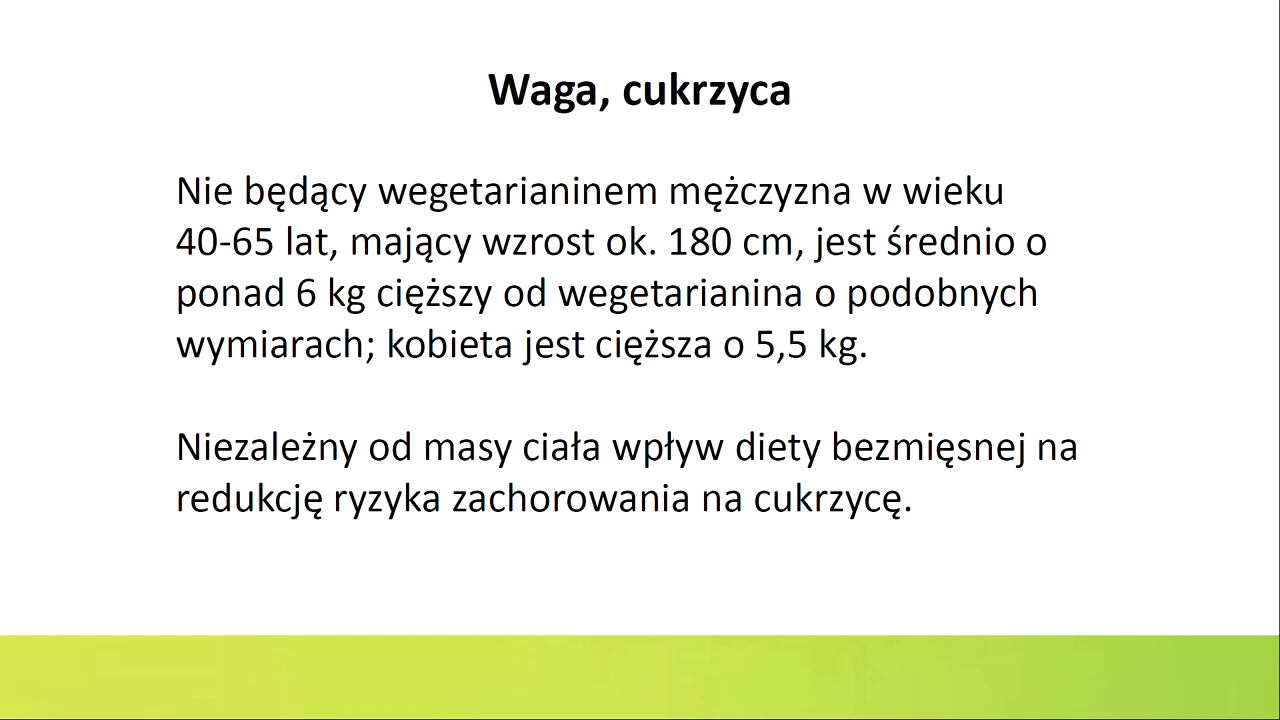 Waga, cukrzyca
Nie będący wegetarianinem mężczyzna w wieku
40-65 lat, mający wzrost ok. 180 cm, jest średnio o
ponad 6 kg cięższy od wegetarianina o podobnych
wymiarach; kobieta jest cięższa o 5,5 kg.
Niezależny od masy ciała wpływ diety bezmięsnej na
redukcję ryzyka zachorowania na cukrzycę.